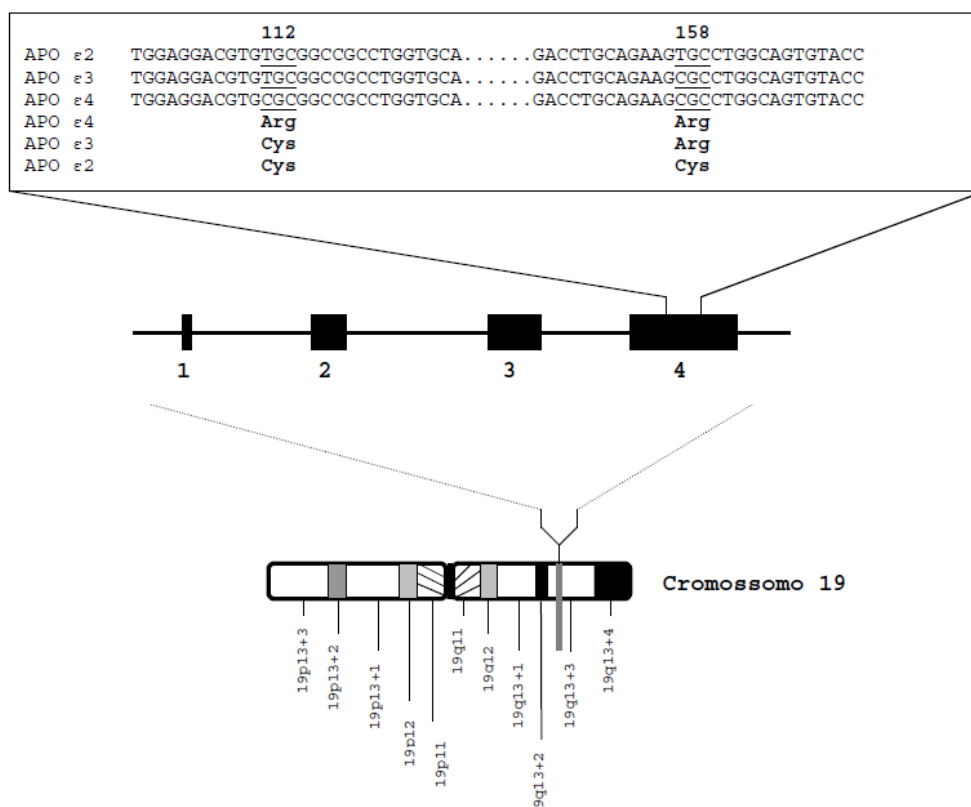 112 158
APO ε2 TGGAGGACGTGTGCGGCCGCCTGGTGCA......GACCTGCAGAAGTGCCTGGCAGTGTACC
APO ε3 TGGAGGACGTGTGCGGCCGCCTGGTGCA......GACCTGCAGAAGCGCCTGGCAGTGTACC
APO ε4 TGGAGGACGTGCGCGGCCGCCTGGTGCA......GACCTGCAGAAGCGCCTGGCAGTGTACC
APO ε4 Arg Arg
APO ε3 Cys Arg
APO ε2 Cys Cys
1 2 3 4
Cromossomo 19
19p13+3
19p13+2
19p13+1
19p12
19p11
19q11
19q12
19q13+1
9q13+2
19q13+3
19q13+4